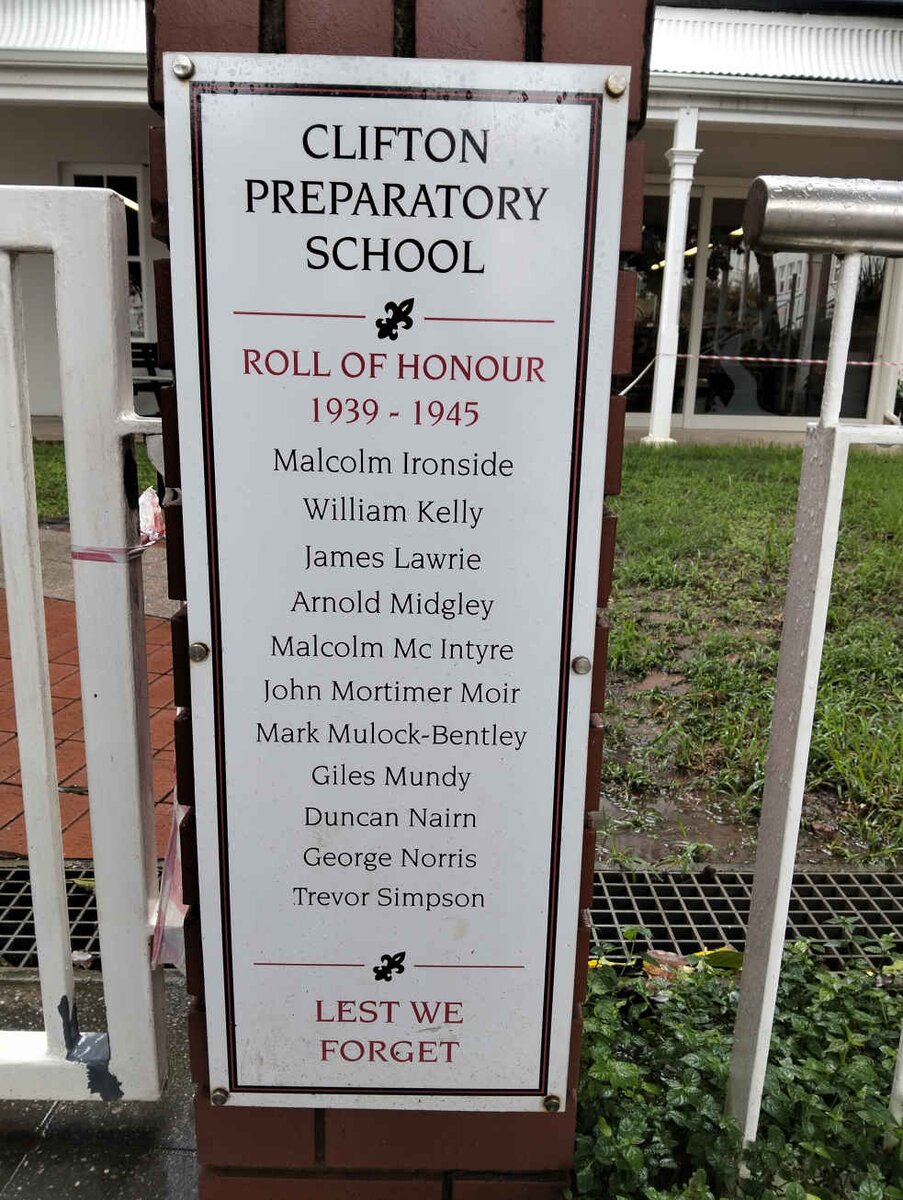 CLIFTON
PREPARATORY
SCHOOL
ROLL OF HONOUR
1939 - 1945
Malcolm Ironside
William Kelly
James Lawrie
Arnold Midgley
Malcolm Mc Intyre
John Mortimer Moir
Mark Mulock-Bentley
Giles Mundy
Duncan Nairn
George Norris
Trevor Simpson
LEST WE
FORGET